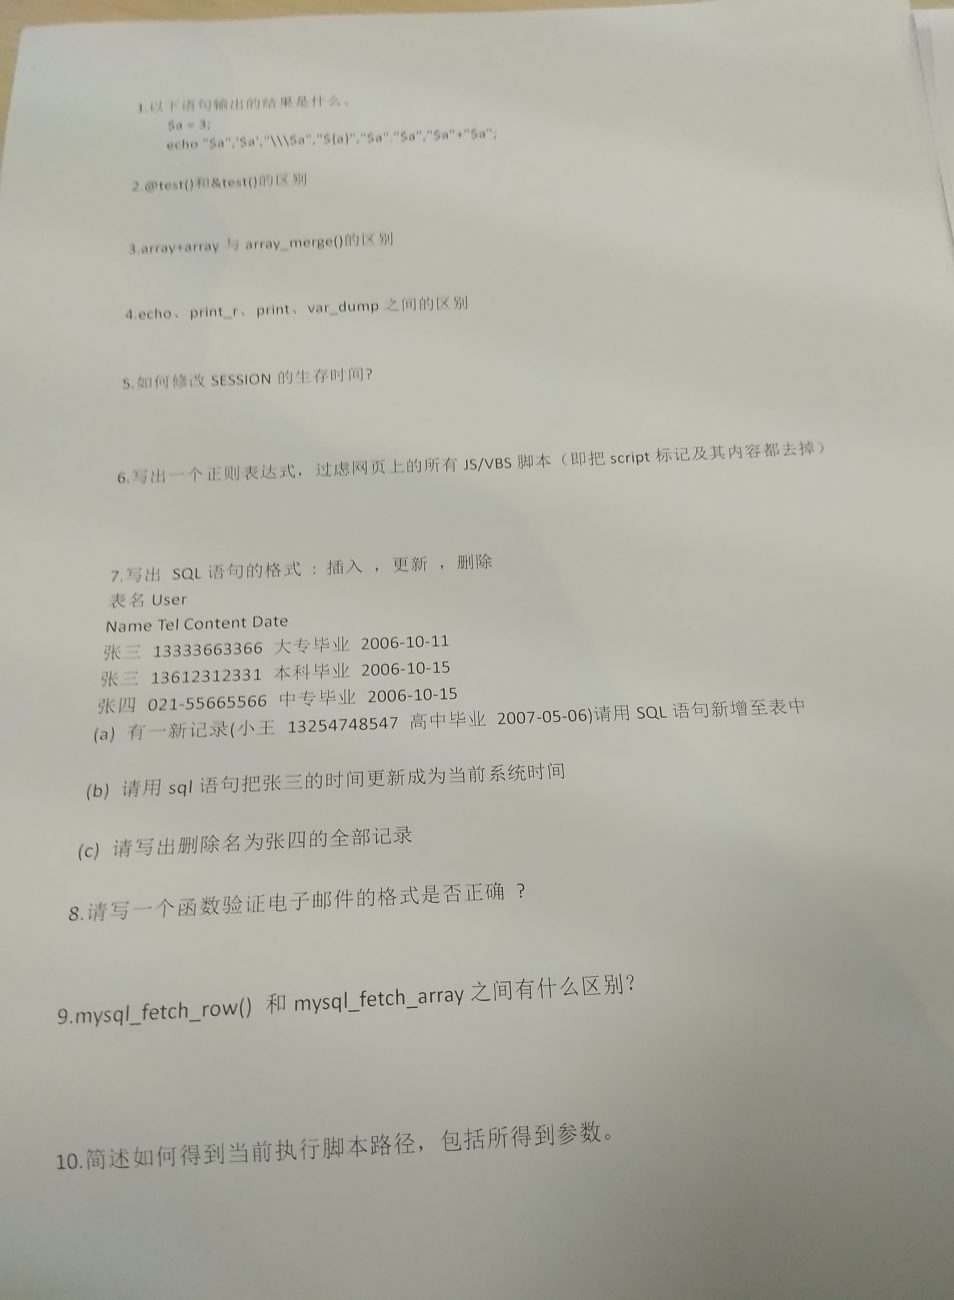 1.以下语句输出的结果是什么。
$a = 3;
echo "$a",'$a',"\\\$a","${a}","$a"."$a","$a"+"$a";
2.@test()和&test()的区别
3.array+array 与 array_merge()的区别
4.echo、print_r、print、var_dump 之间的区别
5.如何修改 SESSION 的生存时间?
6.写出一个正则表达式，过虑网页上的所有 JS/VBS 脚本（即把 script 标记及其内容都去掉）
7.写出 SQL 语句的格式 : 插入 ，更新 ，删除
表名 User
Name Tel Content Date
张三 13333663366 大专毕业 2006-10-11
张三 13612312331 本科毕业 2006-10-15
张四 021-55665566 中专毕业 2006-10-15
(a) 有一新记录(小王 13254748547 高中毕业 2007-05-06)请用 SQL 语句新增至表中
(b) 请用 sql 语句把张三的时间更新成为当前系统时间
(c) 请写出删除名为张四的全部记录
8.请写一个函数验证电子邮件的格式是否正确 ?
9.mysql_fetch_row() 和 mysql_fetch_array 之间有什么区别?
10.简述如何得到当前执行脚本路径，包括所得到参数。